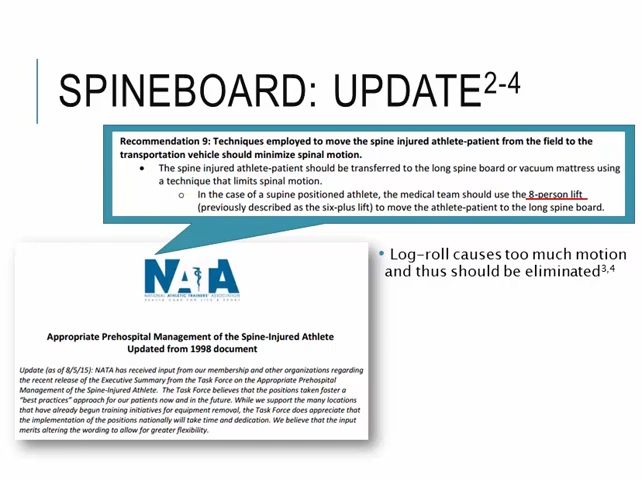 SPINEBOARD: UPDATE2-4
Recommendation 9: Techniques employed to move the spine injured athlete-patient from the field to the
transportation vehicle should minimize spinal motion.
• The spine injured athlete-patient should be transferred to the long spine board or vacuum mattress using
a technique that limits spinal motion.
o In the case of a supine positioned athlete, the medical team should use the 8-person lift
(previously described as the six-plus lift) to move the athlete-patient to the long spine board.
• Log-roll causes too much motion
and thus should be eliminated3,4
NATA
NATIONAL ATHLETIC TRAINERS' ASSOCIATION
HEALTH CARE FOR LIFE & SPORT
Appropriate Prehospital Management of the Spine-Injured Athlete
Updated from 1998 document
Update (as of 8/5/15): NATA has received input from our membership and other organizations regarding
the recent release of the Executive Summary from the Task Force on the Appropriate Prehospital
Management of the Spine-Injured Athlete. The Task Force believes that the positions taken foster a
"best practices" approach for our patients now and in the future. While we support the many locations
that have already begun training initiatives for equipment removal, the Task Force does appreciate that
the implementation of the positions nationally will take time and dedication. We believe that the input
merits altering the wording to allow for greater flexibility.